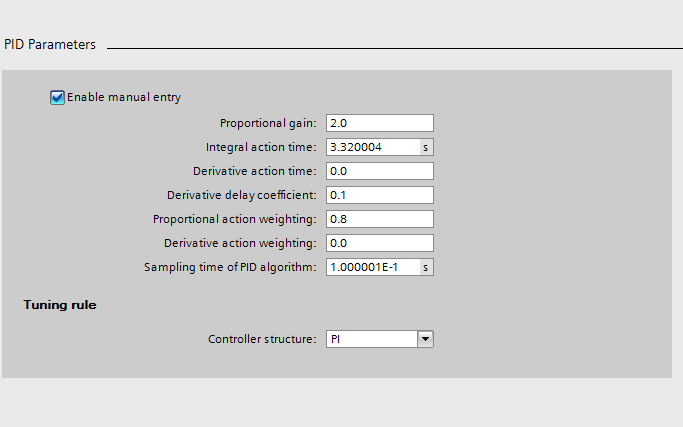 PID Parameters
Enable manual entry
Proportional gain: 2.0
Integral action time: 3.320004 s
Derivative action time: 0.0
Derivative delay coefficient: 0.1
Proportional action weighting: 0.8
Derivative action weighting: 0.0
Sampling time of PID algorithm: 1.000001E-1 s
Tuning rule
Controller structure: PI